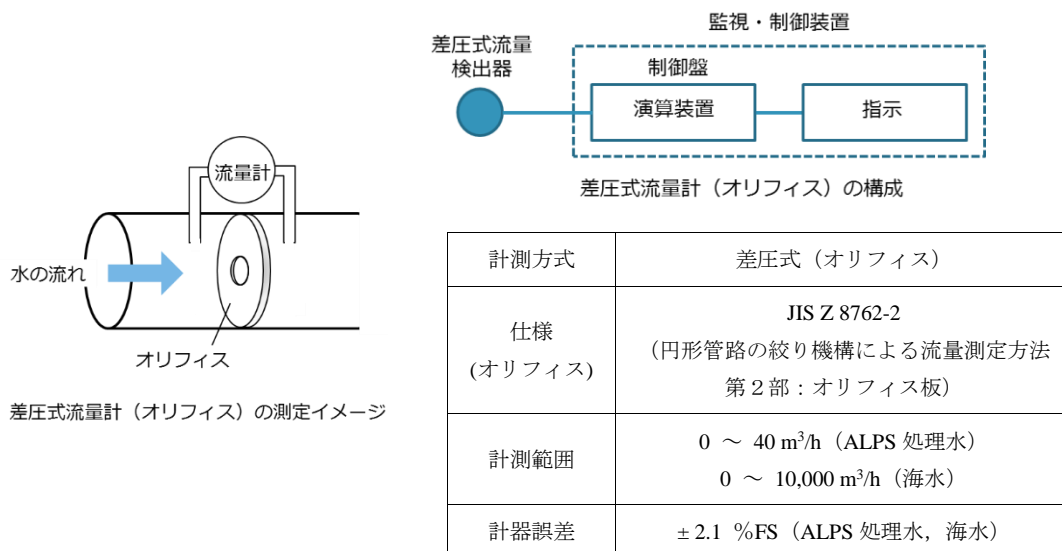 監視・制御装置
差圧式流量
検出器
制御盤
演算装置
指示
差圧式流量計（オリフィス）の構成
流量計
水の流れ
オリフィス
差圧式流量計（オリフィス）の測定イメージ
計測方式
差圧式（オリフィス）
仕様
(オリフィス)
JIS Z 8762-2
（円形管路の絞り機構による流量測定方法
第２部：オリフィス板）
計測範囲
0 ～ 40 m³/h（ALPS 処理水）
0 ～ 10,000 m³/h（海水）
計器誤差
± 2.1 %FS（ALPS 処理水，海水）